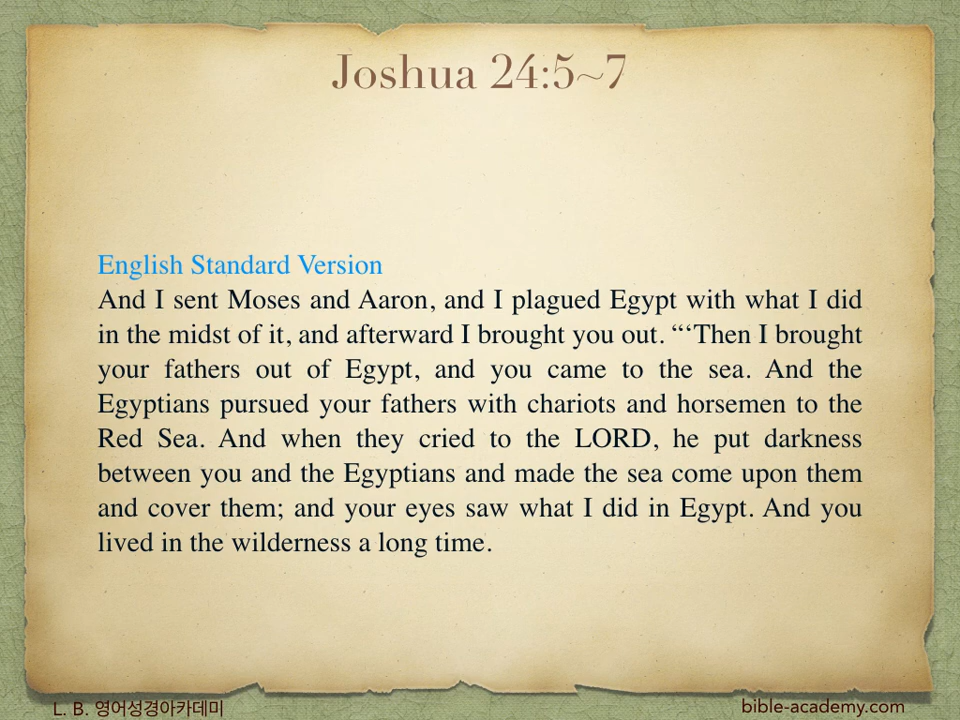 Joshua 24:5~7
English Standard Version
And I sent Moses and Aaron, and I plagued Egypt with what I did
in the midst of it, and afterward I brought you out. “‘Then I brought
your fathers out of Egypt, and you came to the sea. And the
Egyptians pursued your fathers with chariots and horsemen to the
Red Sea. And when they cried to the LORD, he put darkness
between you and the Egyptians and made the sea come upon them
and cover them; and your eyes saw what I did in Egypt. And you
lived in the wilderness a long time.
L. B. 영어성경아카데미
bible-academy.com